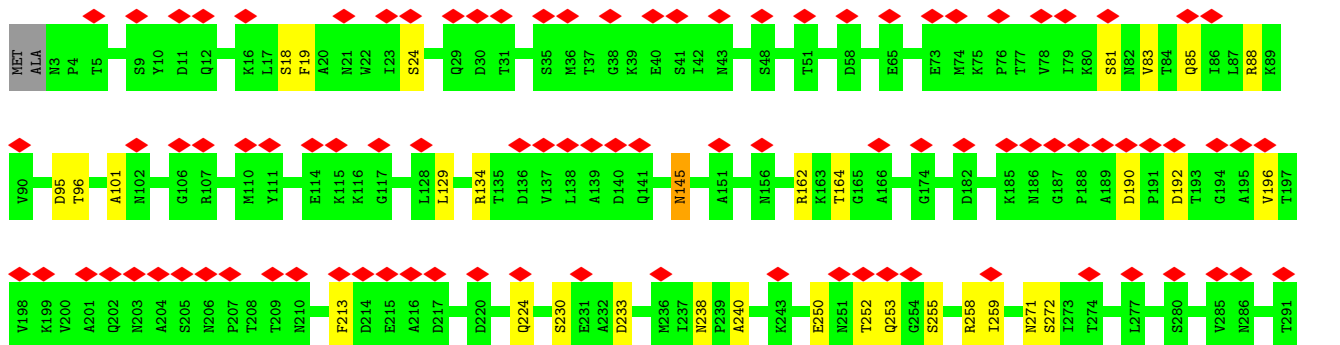 MET ALA N3 P4 T5 S9 Y10 D11 Q12 K16 L17 S18 F19 A20 N21 W22 I23 S24 Q29 D30 T31 S35 M36 T37 G38 K39 E40 S41 I42 N43 S48 T51 D58 E65 E73 M74 K75 P76 T77 V78 I79 K80 S81 N82 V83 T84 Q85 I86 L87 R88 K89
V90 D95 T96 A101 N102 G106 R107 M110 Y111 E114 K115 K116 G117 L128 L129 R134 T135 D136 V137 L138 A139 D140 Q141 N145 A151 N156 R162 K163 T164 G165 A166 G174 D182 K185 N186 G187 P188 A189 D190 P191 D192 T193 G194 A195 V196 T197
V198 K199 V200 A201 Q202 N203 A204 S205 N206 P207 T208 T209 N210 F213 D214 E215 A216 D217 D220 Q224 S230 E231 A232 D233 M236 I237 N238 P239 A240 K243 E250 N251 T252 Q253 G254 S255 R258 I259 N271 S272 I273 T274 L277 S280 V285 N286 T291